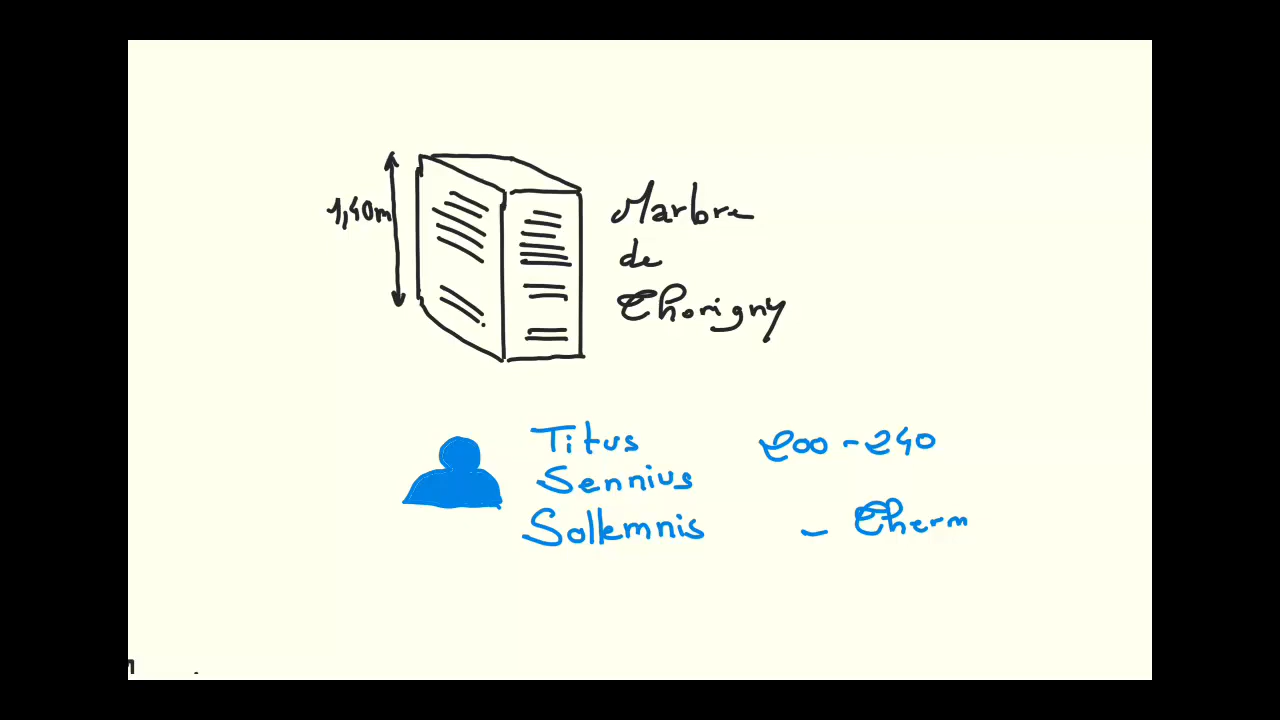 1,40m
Marbre
de
Thorigny
Titus
Sennius
Sollemnis
200-240
- Therm